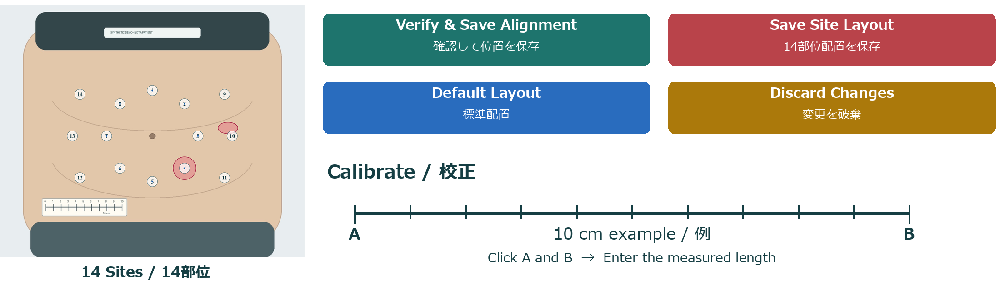 SYNTHETIC DEMO - NOT A PATIENT
14
1
9
8
2
13
7
3
10
6
4
12
5
11
0 1 2 3 4 5 6 7 8 9 10
10 cm
14 Sites / 14部位
Verify & Save Alignment
確認して位置を保存
Save Site Layout
14部位配置を保存
Default Layout
標準配置
Discard Changes
変更を破棄
Calibrate / 校正
A
10 cm example / 例
B
Click A and B → Enter the measured length